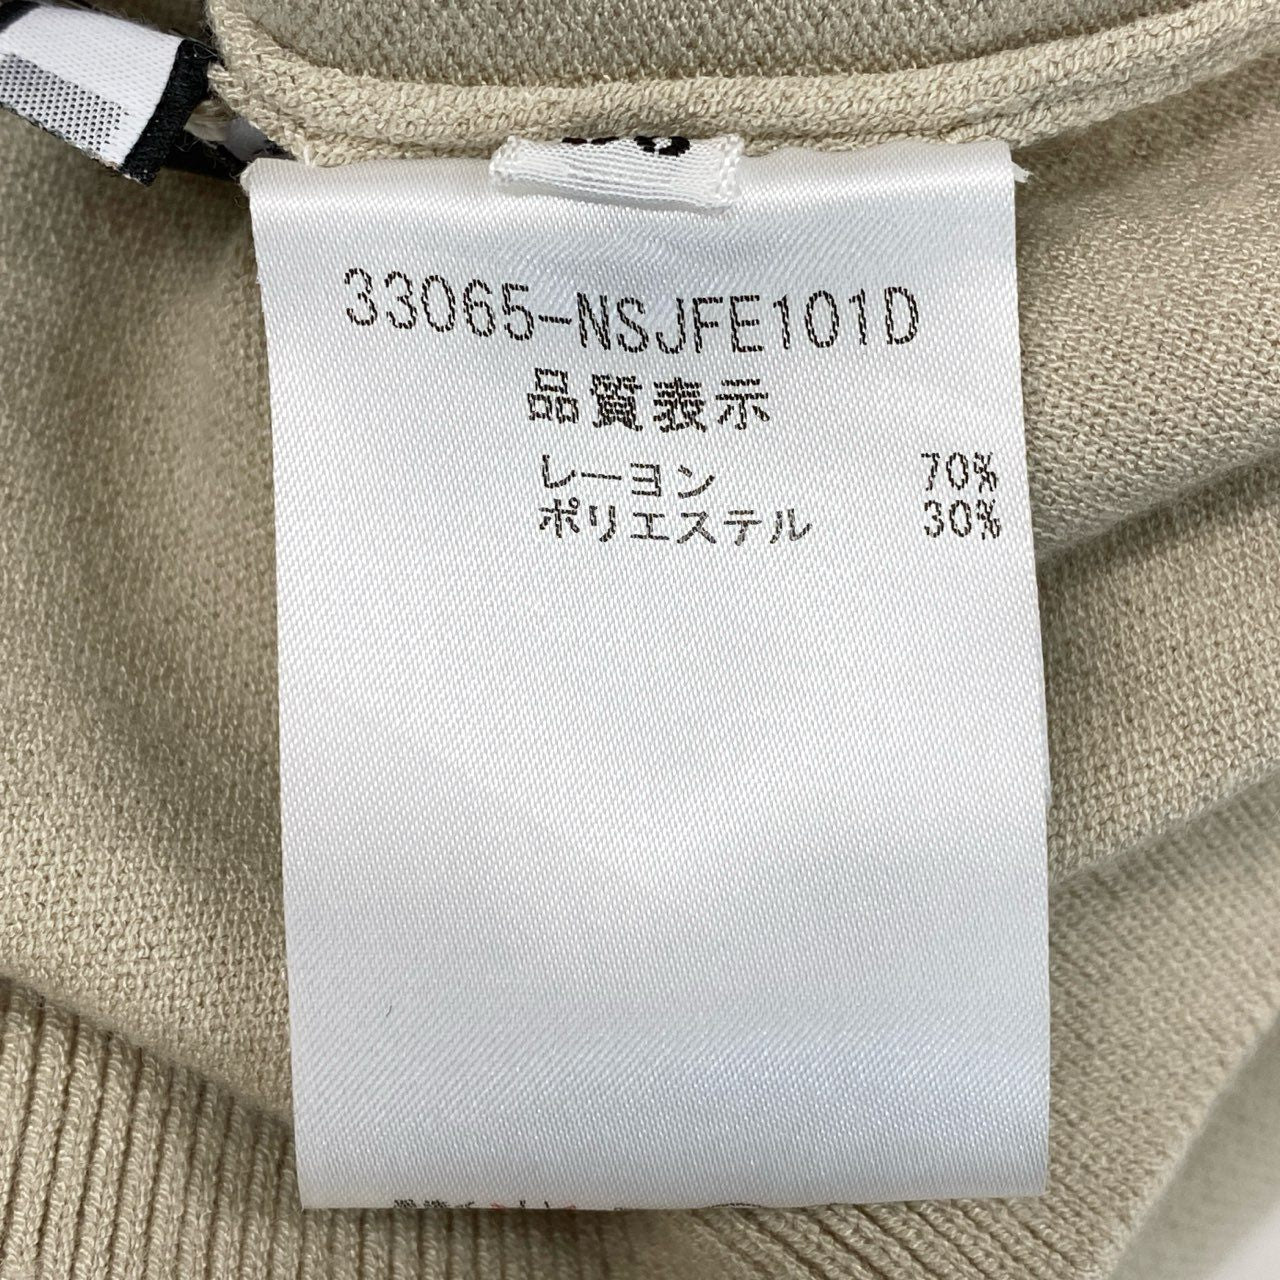 33065-NSJFE101D
品質表示
レーヨン 70%
ポリエステル 30%